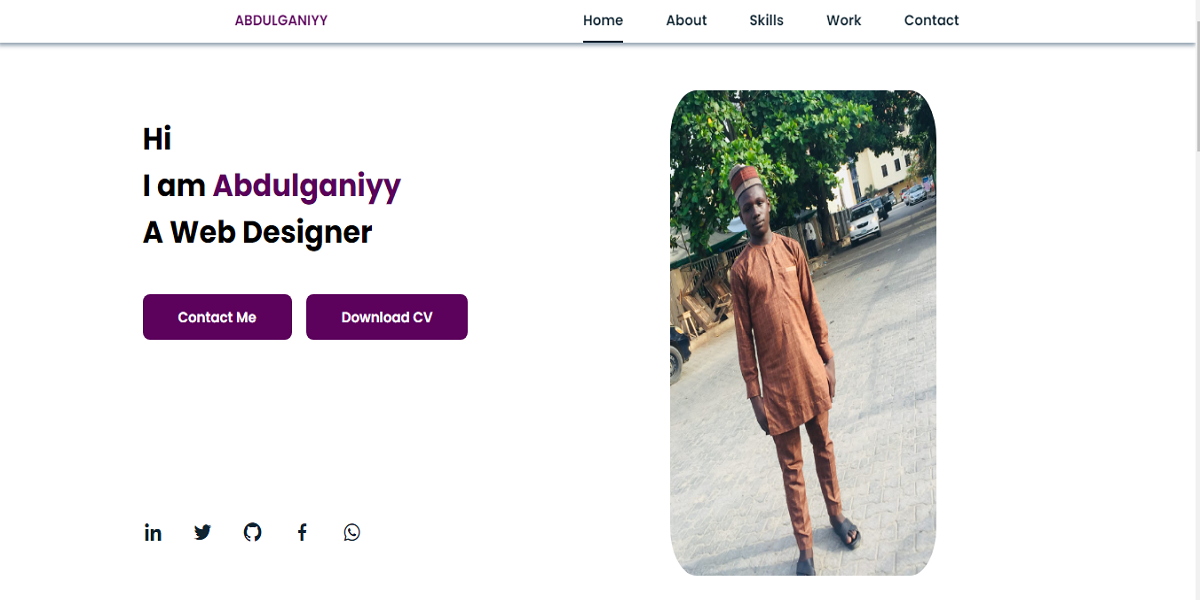 ABDULGANIYY
Home About Skills Work Contact
Hi
I am Abdulganiyy
A Web Designer
Contact Me Download CV